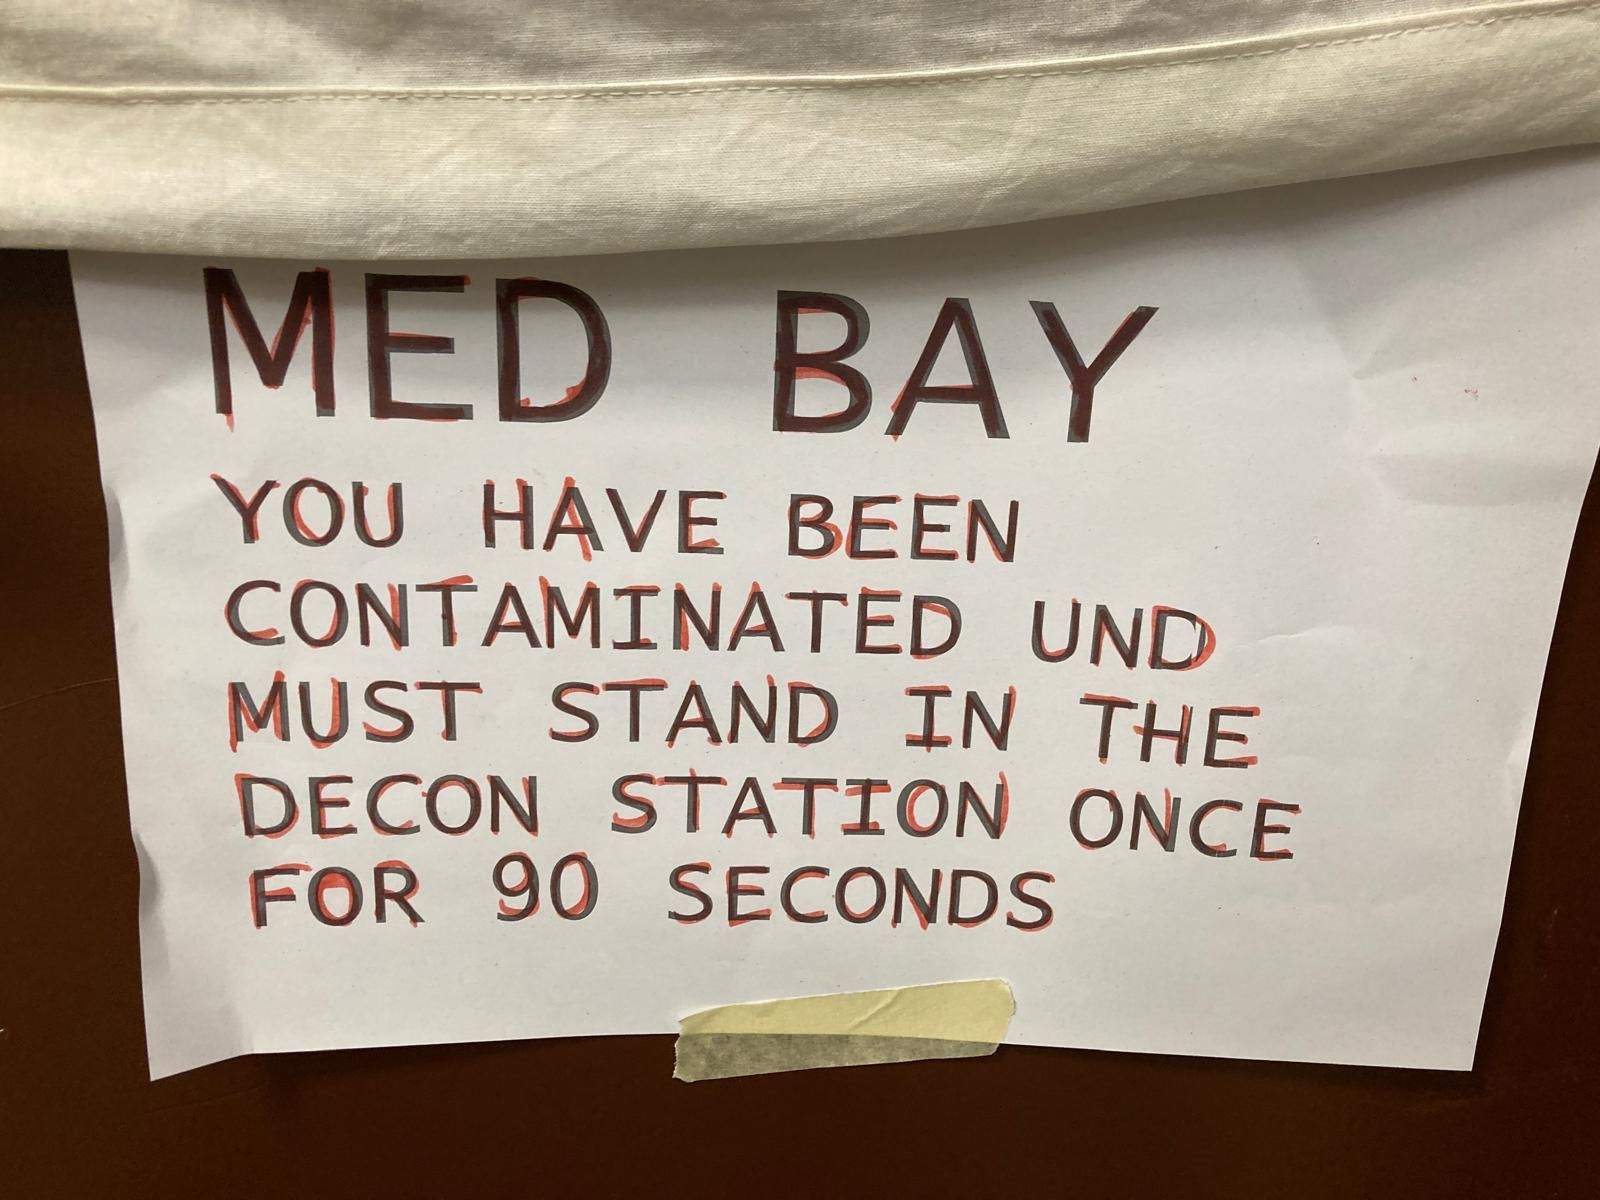 MED BAY
YOU HAVE BEEN
CONTAMINATED UND
MUST STAND IN THE
DECON STATION ONCE
FOR 90 SECONDS